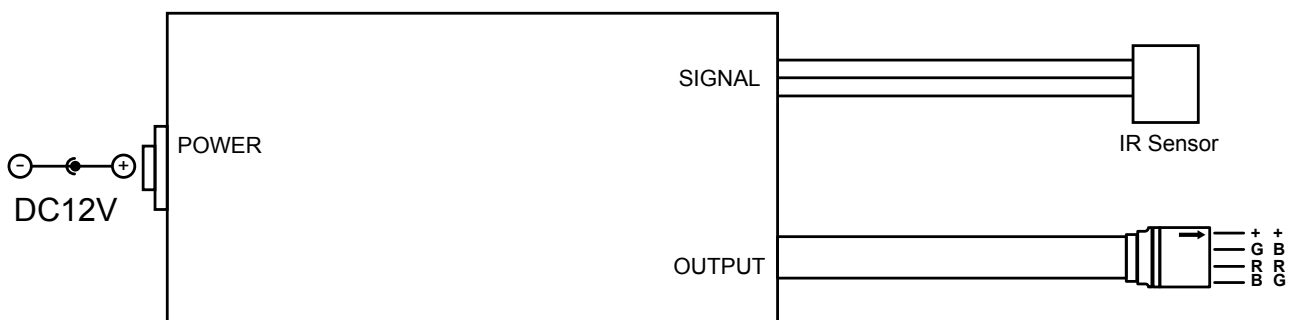 SIGNAL
POWER
IR Sensor
- +
DC12V
OUTPUT
+ +
G B
R R
B G